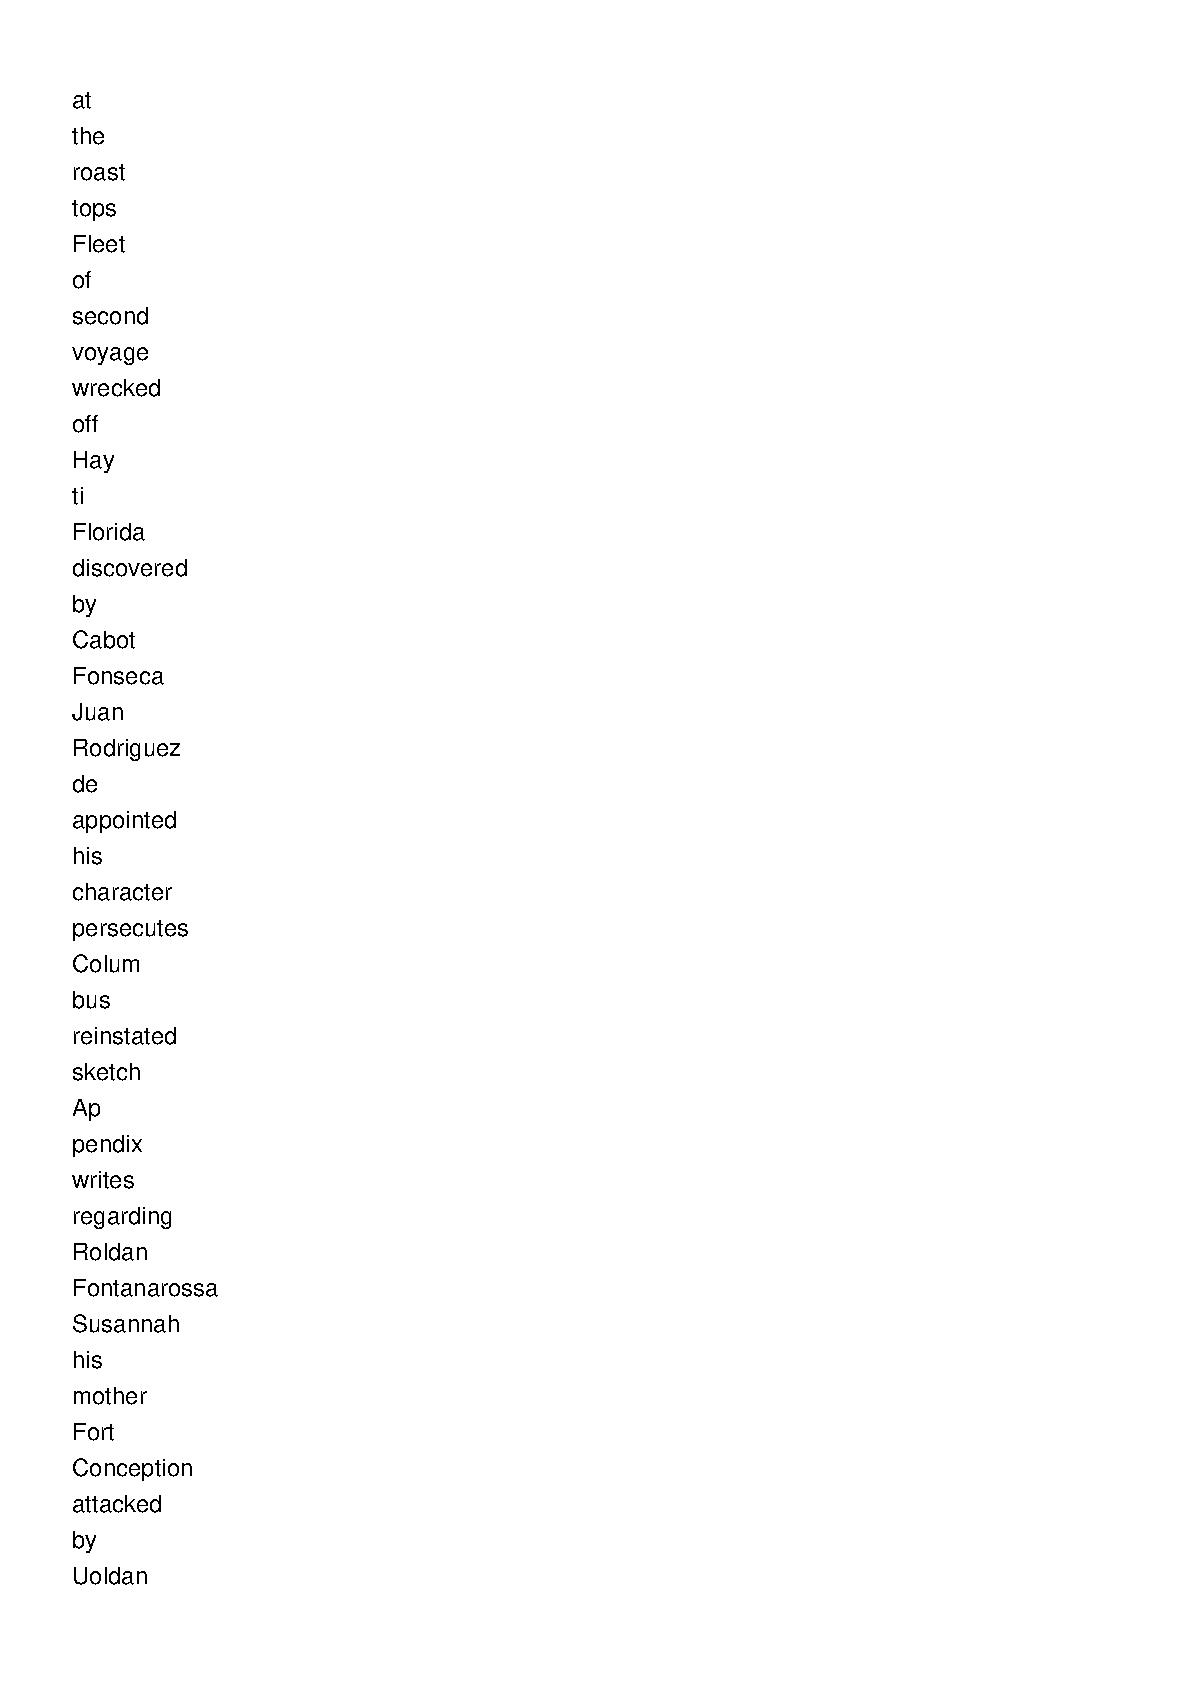 at
the
roast
tops
Fleet
of
second
voyage
wrecked
off
Hay
ti
Florida
discovered
by
Cabot
Fonseca
Juan
Rodriguez
de
appointed
his
character
persecutes
Colum
bus
reinstated
sketch
Ap
pendix
writes
regarding
Roldan
Fontanarossa
Susannah
his
mother
Fort
Conception
attacked
by
Uoldan